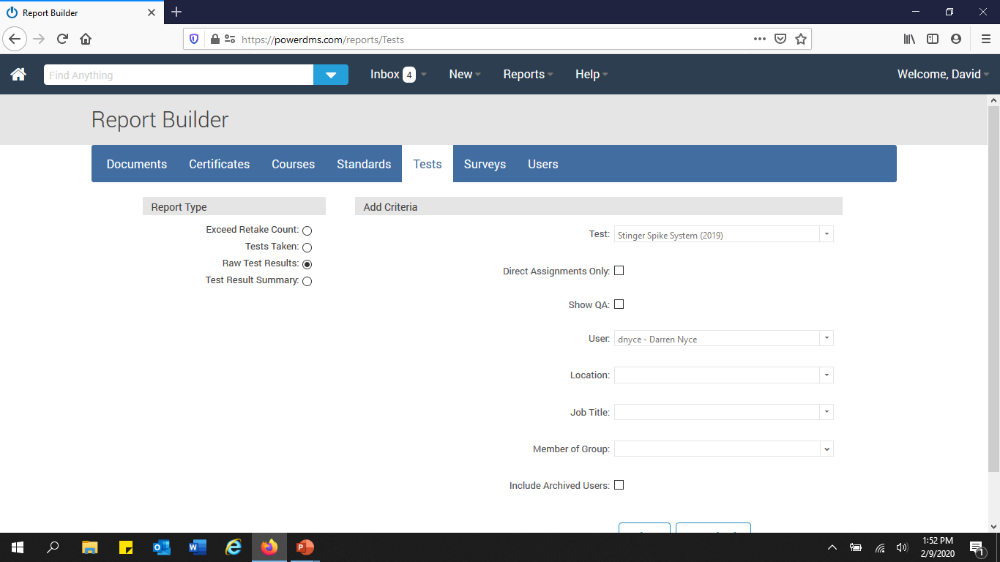 Report Builder
https://powerdms.com/reports/Tests
Find Anything
Inbox 4 New Reports Help Welcome, David
Report Builder
Documents Certificates Courses Standards Tests Surveys Users
Report Type
Exceed Retake Count:
Tests Taken:
Raw Test Results:
Test Result Summary:
Add Criteria
Test: Stinger Spike System (2019)
Direct Assignments Only:
Show QA:
User: dnyce - Darren Nyce
Location:
Job Title:
Member of Group:
Include Archived Users:
1:52 PM
2/9/2020
1